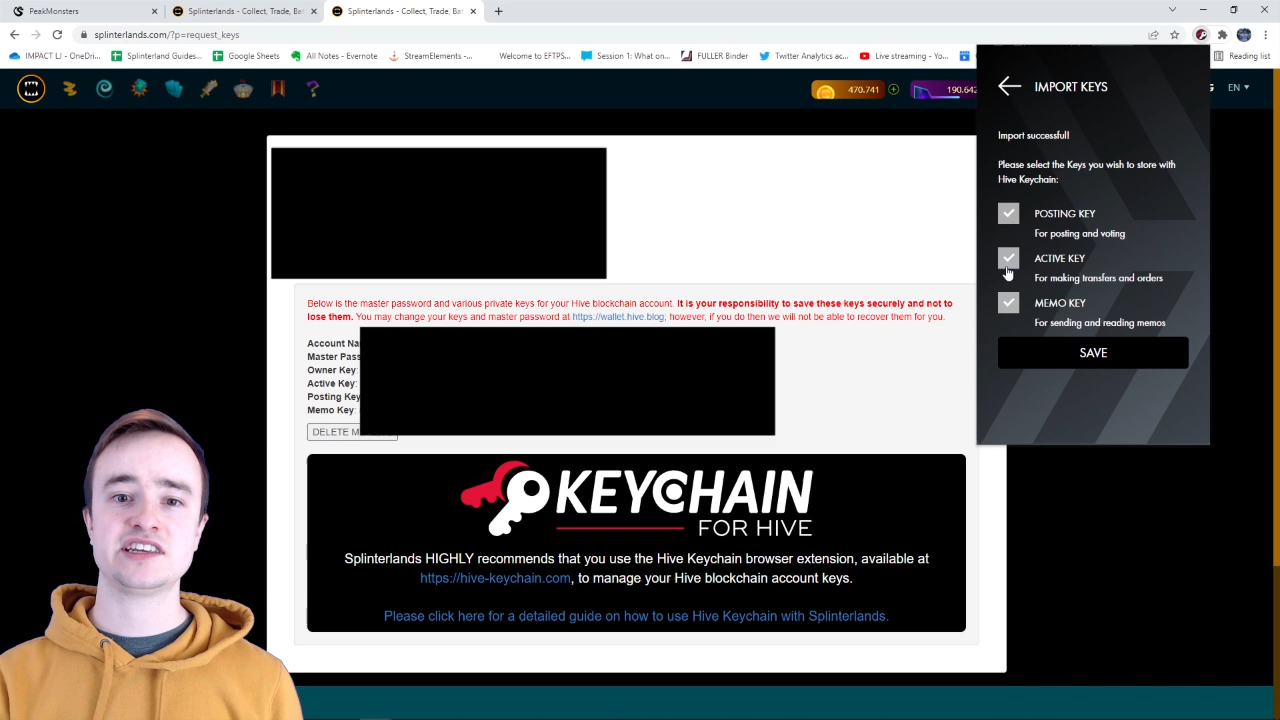 PeakMonsters
Splinterlands - Collect, Trade, Ba
Splinterlands - Collect, Trade, Ba
splinterlands.com/?p=request_keys
IMPACT LI - OneDri...
Splinterland Guides...
Google Sheets
All Notes - Evernote
StreamElements -...
Welcome to EFTPS...
Session 1: What on...
FULLER Binder
Twitter Analytics ac...
Live streaming - Yo...
Reading list
470.741
190.642
EN
IMPORT KEYS
Import successful!
Please select the Keys you wish to store with
Hive Keychain:
POSTING KEY
For posting and voting
ACTIVE KEY
For making transfers and orders
MEMO KEY
For sending and reading memos
SAVE
Below is the master password and various private keys for your Hive blockchain account. It is your responsibility to save these keys securely and not to
lose them. You may change your keys and master password at https://wallet.hive.blog; however, if you do then we will not be able to recover them for you.
Account Na
Master Pass
Owner Key:
Active Key:
Posting Key
Memo Key:
DELETE M
KEYCHAIN
FOR HIVE
Splinterlands HIGHLY recommends that you use the Hive Keychain browser extension, available at
https://hive-keychain.com, to manage your Hive blockchain account keys.
Please click here for a detailed guide on how to use Hive Keychain with Splinterlands.